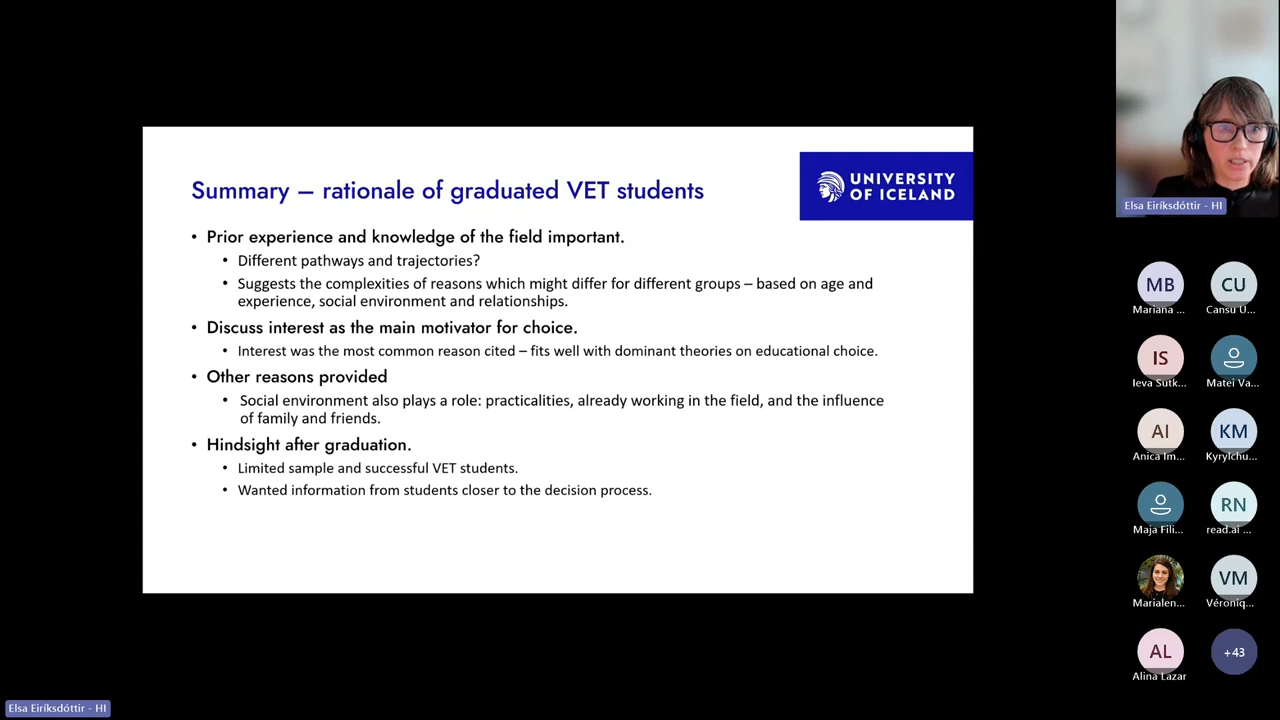 Summary – rationale of graduated VET students
UNIVERSITY
OF ICELAND
• Prior experience and knowledge of the field important.
• Different pathways and trajectories?
• Suggests the complexities of reasons which might differ for different groups – based on age and
experience, social environment and relationships.
• Discuss interest as the main motivator for choice.
• Interest was the most common reason cited – fits well with dominant theories on educational choice.
• Other reasons provided
• Social environment also plays a role: practicalities, already working in the field, and the influence
of family and friends.
• Hindsight after graduation.
• Limited sample and successful VET students.
• Wanted information from students closer to the decision process.
Elsa Eiríksdóttir - HI
MB
Mariana ...
CU
Cansu U...
IS
Ieva Sutk...
Matei Va...
AI
Anica Im...
KM
Kyrylchu...
Maja Fili...
RN
read.ai ...
Marialen...
VM
Véroniq...
AL
Alina Lazar
+43
Elsa Eiríksdóttir - HI